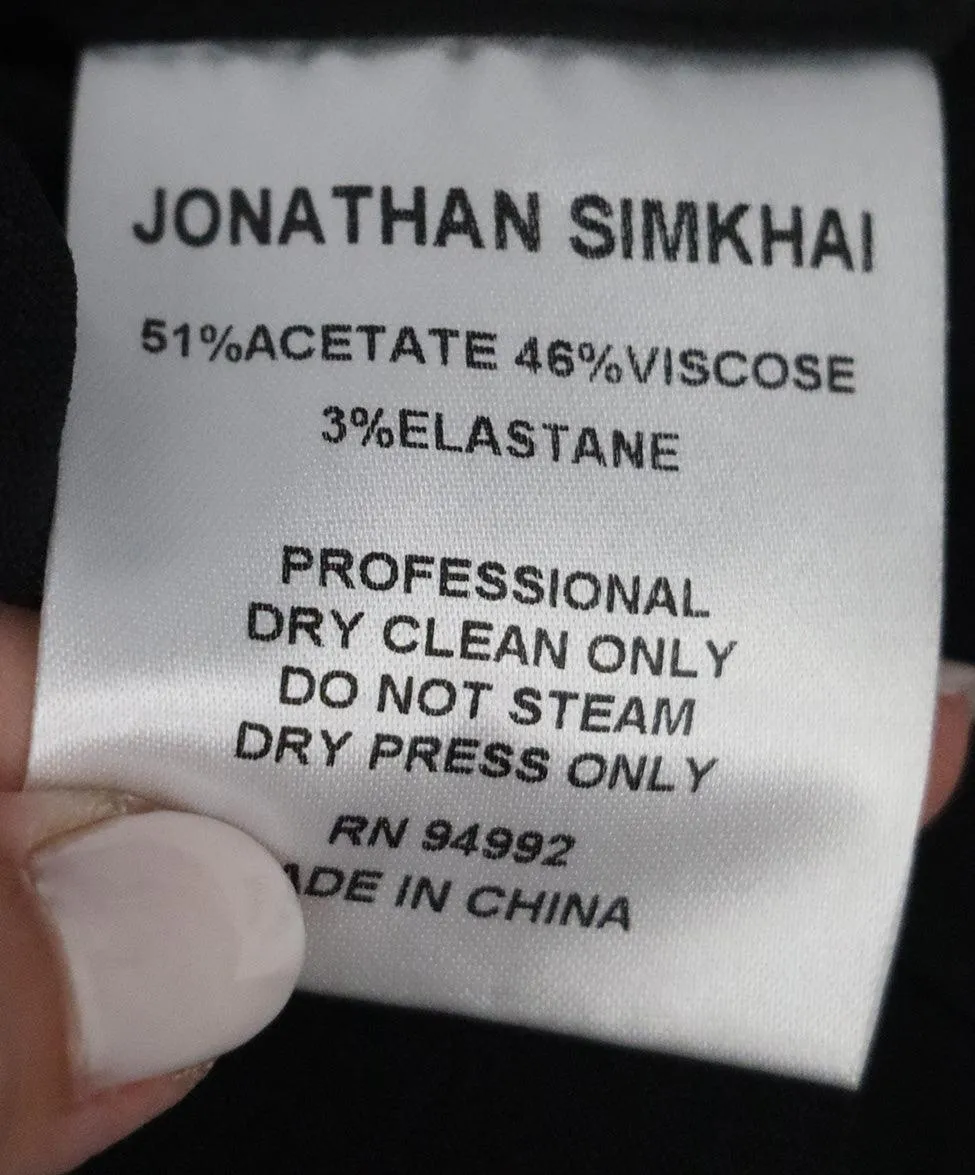 JONATHAN SIMKHAI
51%ACETATE 46%VISCOSE
3%ELASTANE
PROFESSIONAL
DRY CLEAN ONLY
DO NOT STEAM
DRY PRESS ONLY
RN 94992
ADE IN CHINA